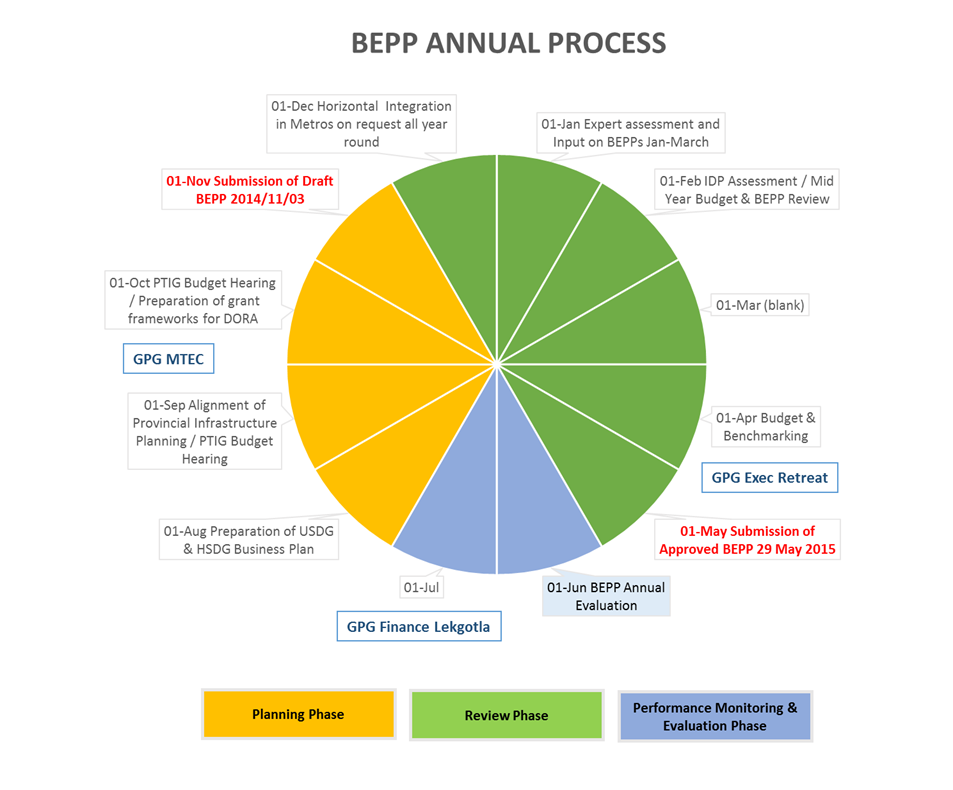 BEPP ANNUAL PROCESS
01-Dec Horizontal Integration
in Metros on request all year
round
01-Jan Expert assessment and
Input on BEPPs Jan-March
01-Nov Submission of Draft
BEPP 2014/11/03
01-Feb IDP Assessment / Mid
Year Budget & BEPP Review
01-Oct PTIG Budget Hearing
/ Preparation of grant
frameworks for DORA
01-Mar (blank)
GPG MTEC
01-Sep Alignment of
Provincial Infrastructure
Planning / PTIG Budget
Hearing
01-Apr Budget &
Benchmarking
GPG Exec Retreat
01-Aug Preparation of USDG
& HSDG Business Plan
01-May Submission of
Approved BEPP 29 May 2015
01-Jul
01-Jun BEPP Annual
Evaluation
GPG Finance Lekgotla
Planning Phase
Review Phase
Performance Monitoring &
Evaluation Phase